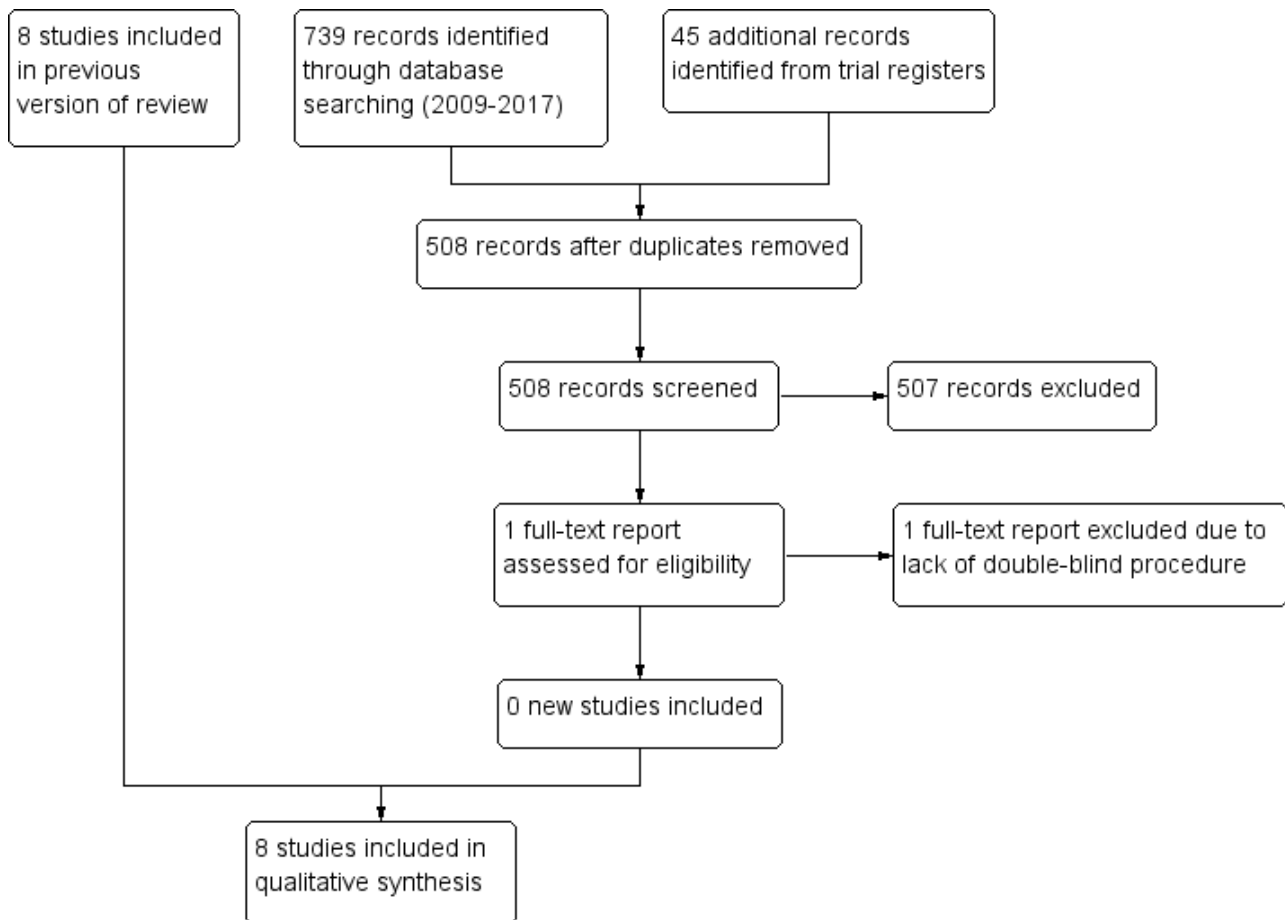 8 studies included
in previous
version of review
739 records identified
through database
searching (2009-2017)
45 additional records
identified from trial registers
508 records after duplicates removed
508 records screened
507 records excluded
1 full-text report
assessed for eligibility
1 full-text report excluded due to
lack of double-blind procedure
0 new studies included
8 studies included in
qualitative synthesis